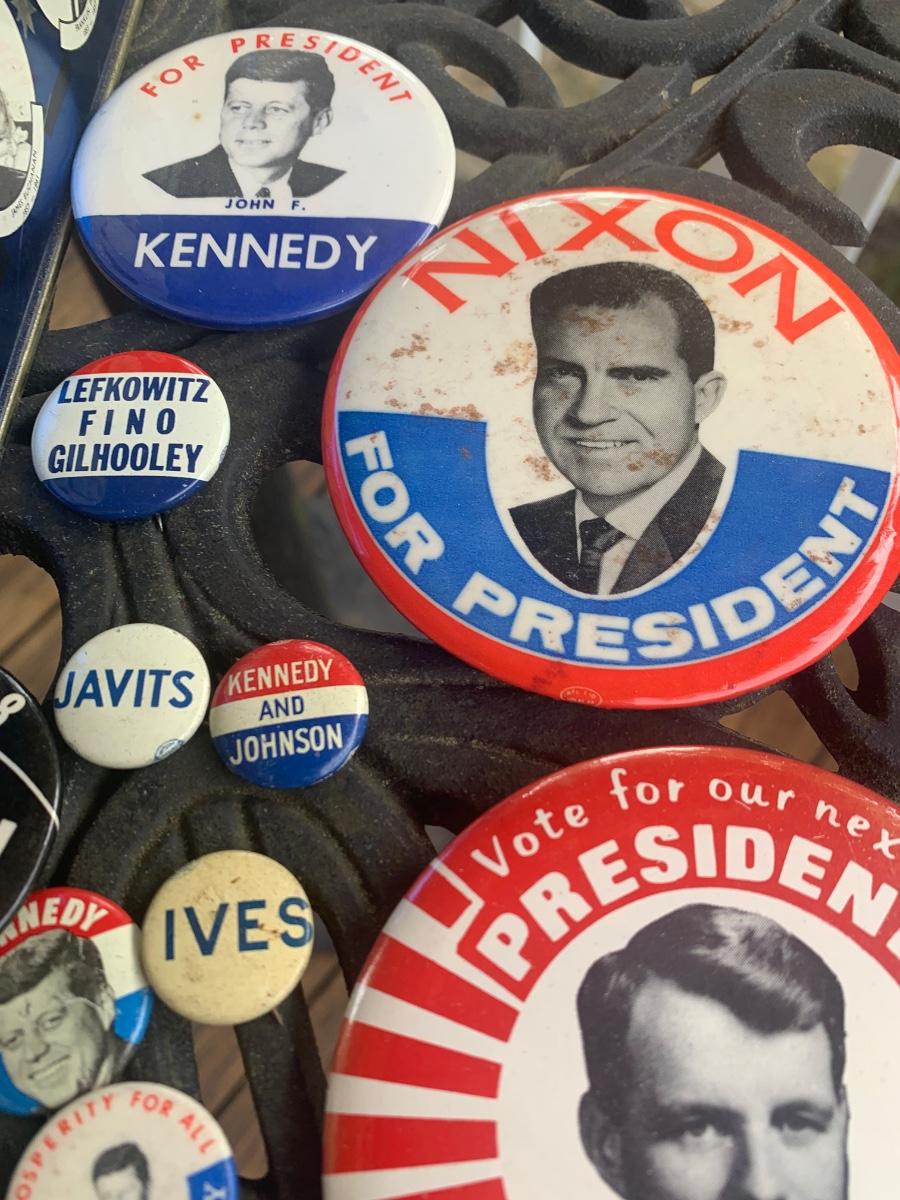 FOR PRESIDENT
JOHN F.
KENNEDY
NIXON
FOR PRESIDENT
LEFKOWITZ
FINO
GILHOOLEY
JAVITS
KENNEDY
AND
JOHNSON
Vote for our nex
PRESIDEN
IVES
NNEDY
OSPERITY FOR ALL